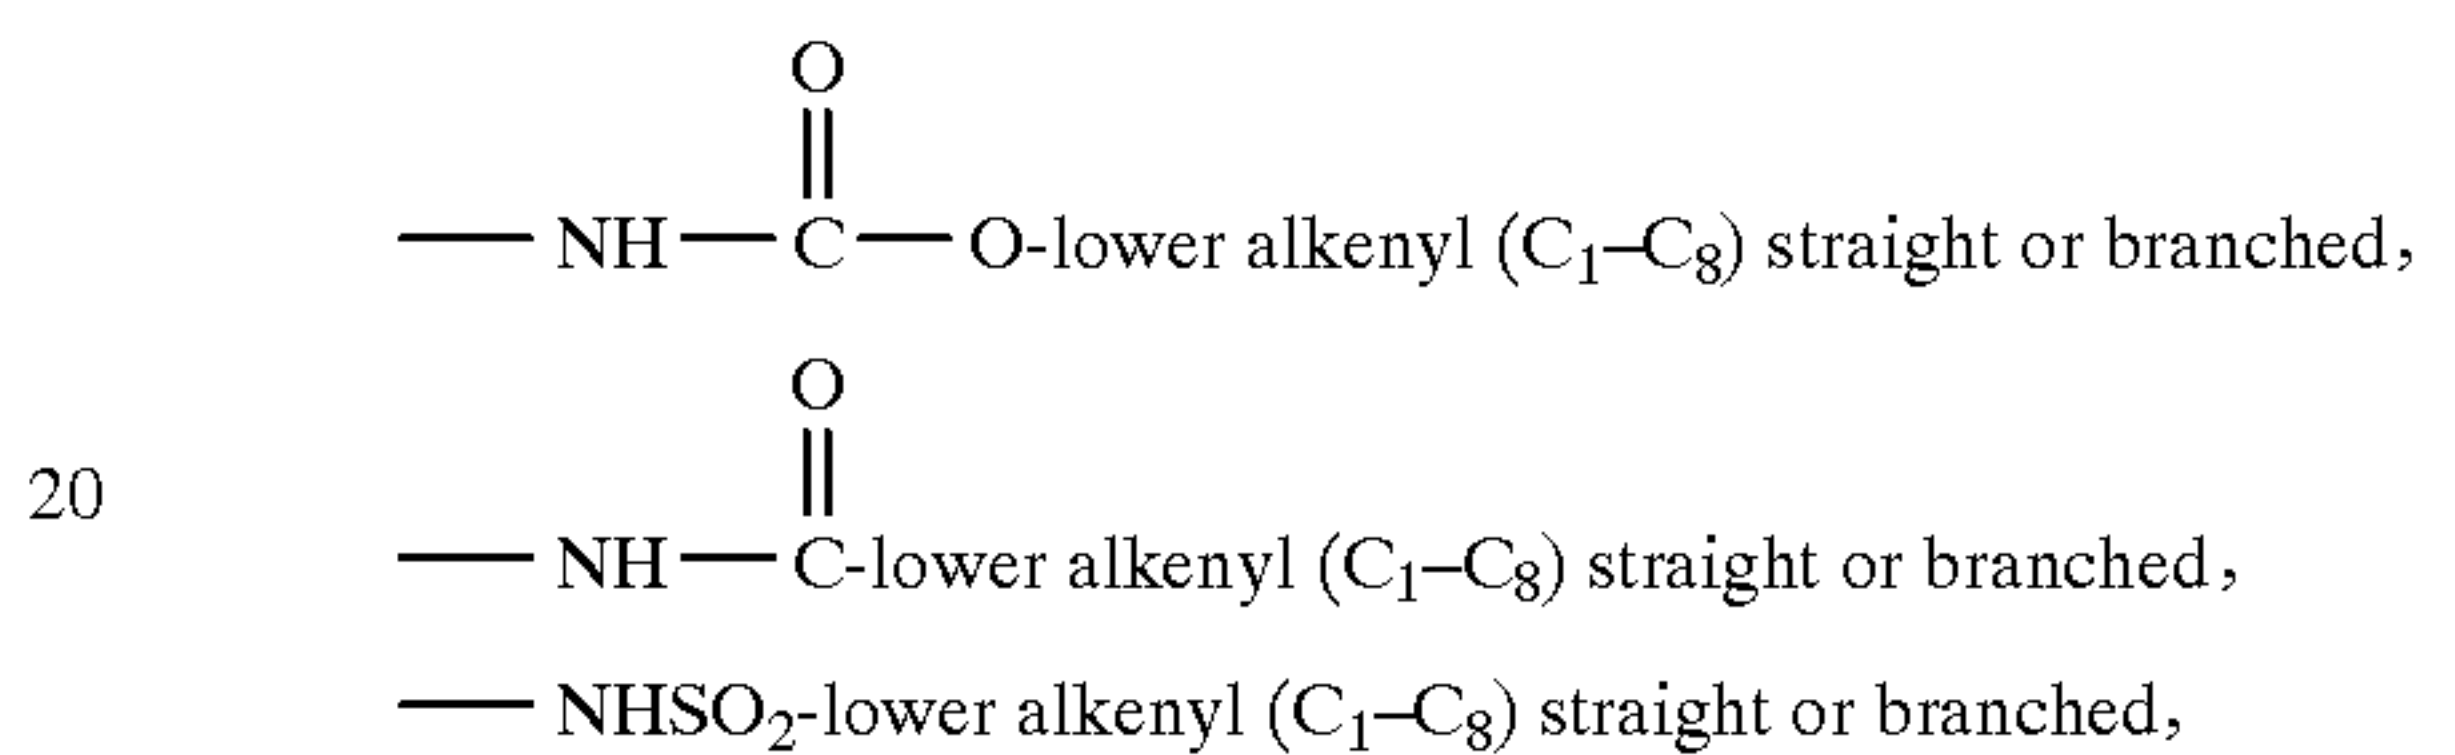 O
—NH—C—O-lower alkenyl (C₁–C₈) straight or branched,
O
20
—NH—C-lower alkenyl (C₁–C₈) straight or branched,
—NHSO₂-lower alkenyl (C₁–C₈) straight or branched,